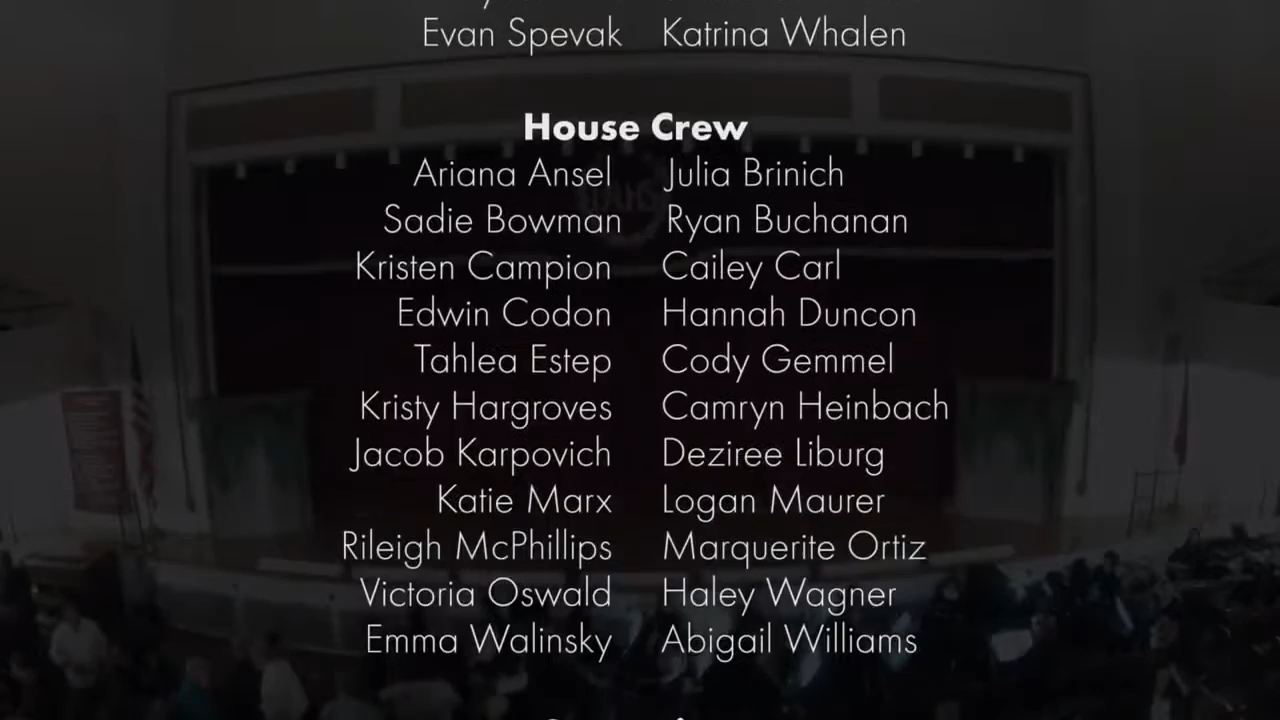 Evan Spevak Katrina Whalen
House Crew
Ariana Ansel Julia Brinich
Sadie Bowman Ryan Buchanan
Kristen Campion Cailey Carl
Edwin Codon Hannah Duncon
Tahlea Estep Cody Gemmel
Kristy Hargroves Camryn Heinbach
Jacob Karpovich Deziree Liburg
Katie Marx Logan Maurer
Rileigh McPhillips Marquerite Ortiz
Victoria Oswald Haley Wagner
Emma Walinsky Abigail Williams